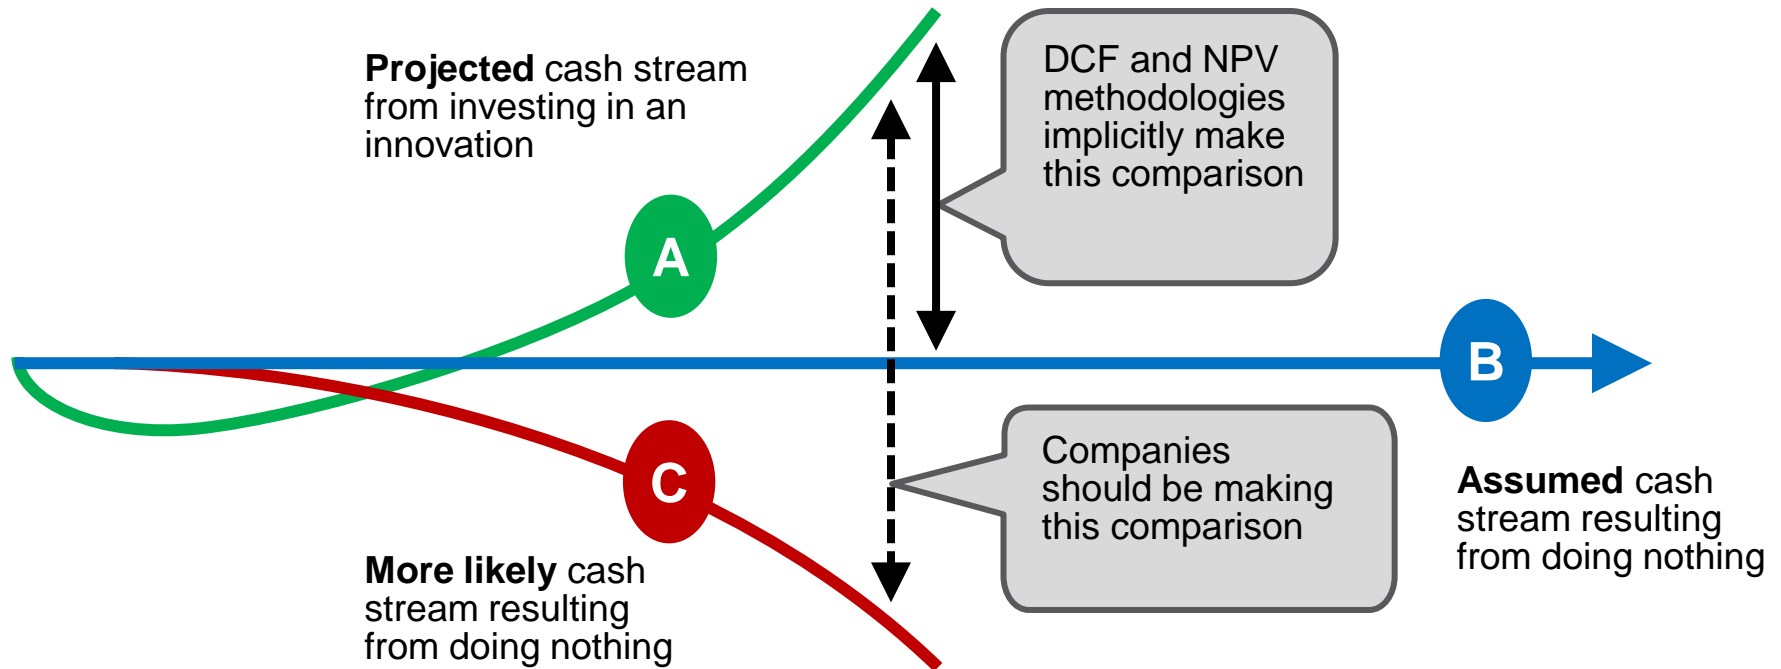 Projected cash stream
from investing in an
innovation
DCF and NPV
methodologies
implicitly make
this comparison
A
B
C
Companies
should be making
this comparison
Assumed cash
stream resulting
from doing nothing
More likely cash
stream resulting
from doing nothing